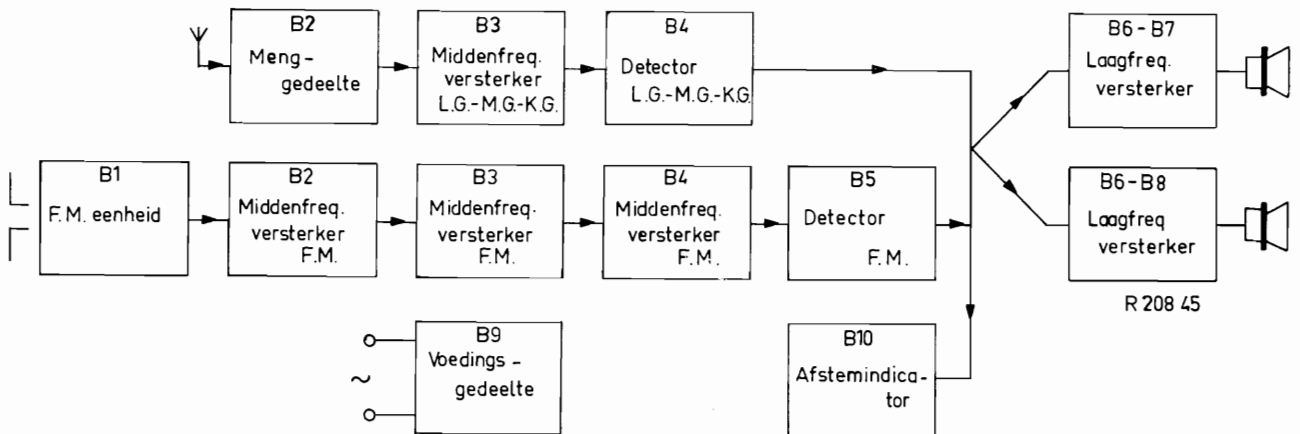 B2
Meng-
gedeelte
B3
Middenfreq.
versterker
L.G.-M.G.-K.G.
B4
Detector
L.G.-M.G.-K.G.
B6-B7
Laagfreq.
versterker
B1
F.M. eenheid
B2
Middenfreq.
versterker
F.M.
B3
Middenfreq.
versterker
F.M.
B4
Middenfreq.
versterker
F.M.
B5
Detector
F.M.
B6-B8
Laagfreq
versterker
R 208 45
B9
Voedings-
gedeelte
~
B10
Afstemindica-
tor